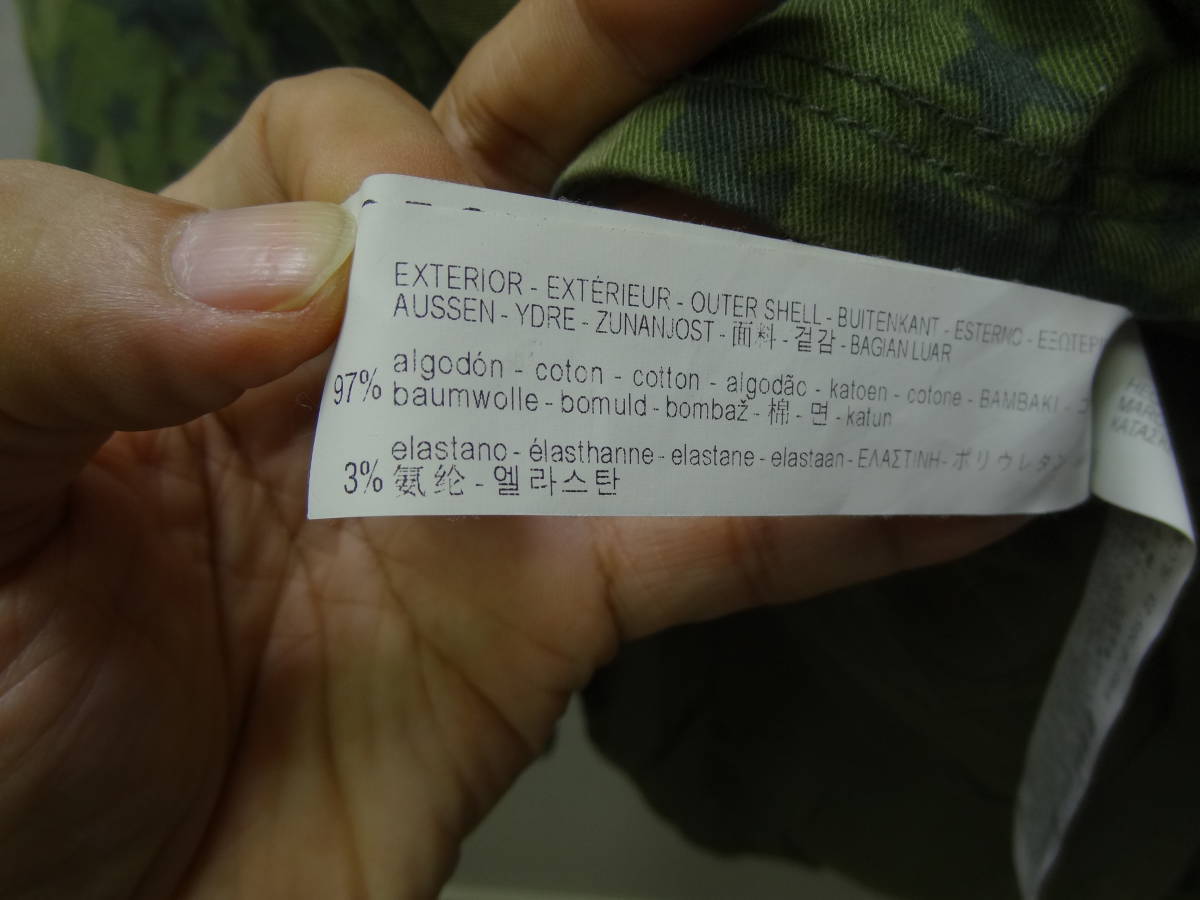 EXTERIOR - EXTÉRIEUR - OUTER SHELL - BUITENKANT - ESTERNO -
AUSSEN - YDRE - ZUNANJOST - 面料 - 겉감 - BAGIAN LUAR
97% algodón - coton - cotton - algodão - katoen - cotone - BAMBAKI -
baumwolle - bomuld - bombaž - 棉 - 면 - katun
elastano - élasthanne - elastane - elastaan - ΕΛΑΣΤΙΝΗ - ポリウレタン
3% 氨纶 - 엘라스탄